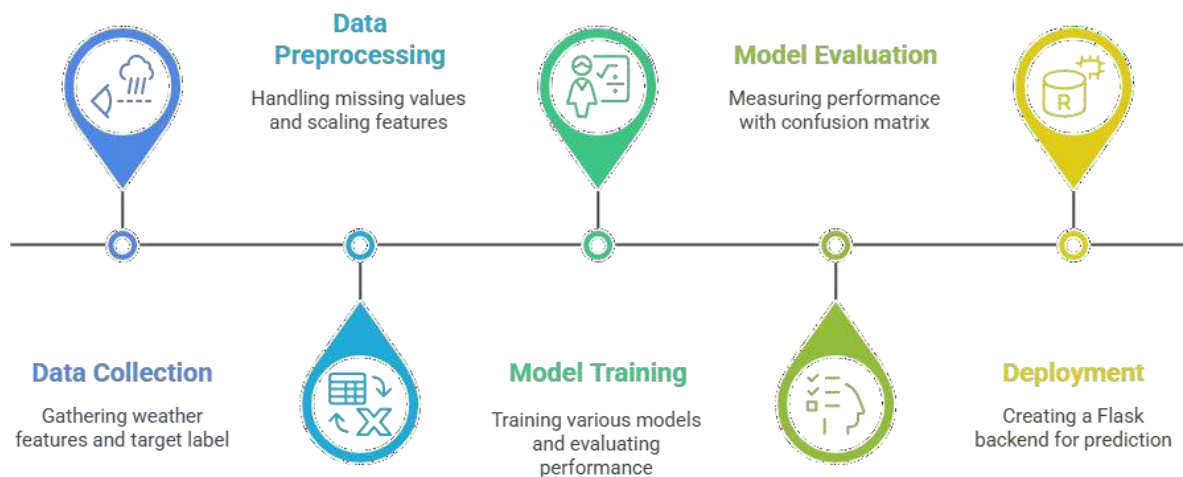 Data
Preprocessing
Handling missing values
and scaling features
Model Evaluation
Measuring performance
with confusion matrix
R
Data Collection
Gathering weather
features and target label
Model Training
Training various models
and evaluating
performance
Deployment
Creating a Flask
backend for prediction